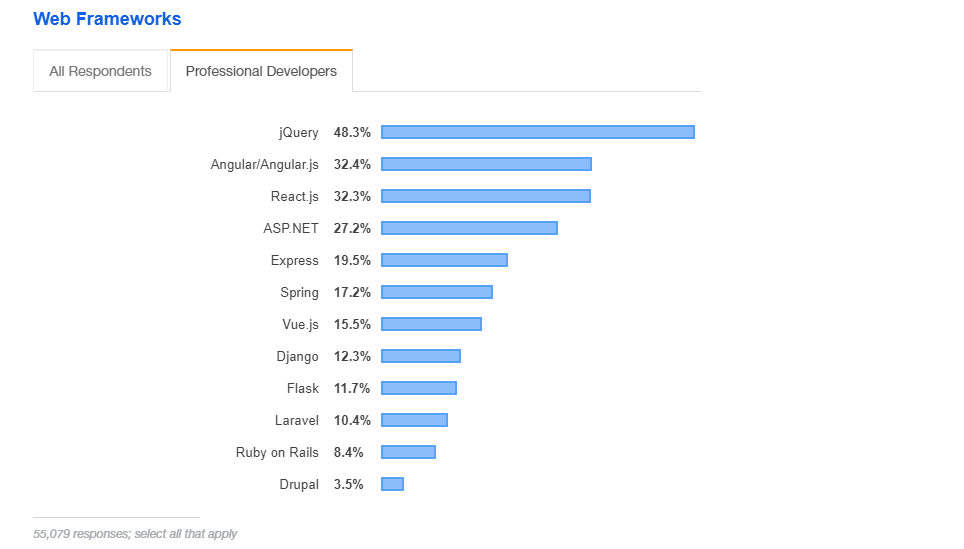 Web Frameworks
All Respondents Professional Developers
jQuery 48.3%
Angular/Angular.js 32.4%
React.js 32.3%
ASP.NET 27.2%
Express 19.5%
Spring 17.2%
Vue.js 15.5%
Django 12.3%
Flask 11.7%
Laravel 10.4%
Ruby on Rails 8.4%
Drupal 3.5%
55,079 responses; select all that apply